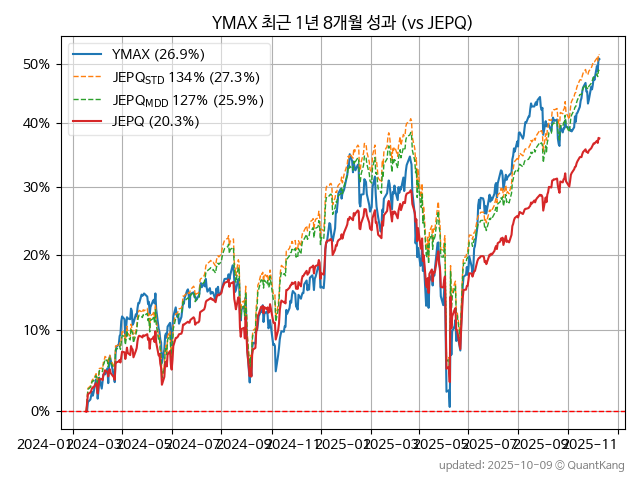 YMAX 최근 1년 8개월 성과 (vs JEPQ)
YMAX (26.9%)
JEPQSTD 134% (27.3%)
JEPQMDD 127% (25.9%)
JEPQ (20.3%)
50%
40%
30%
20%
10%
0%
2024-01 2024-03 2024-05 2024-07 2024-09 2024-11 2025-01 2025-03 2025-05 2025-07 2025-09 2025-11
updated: 2025-10-09 © QuantKang